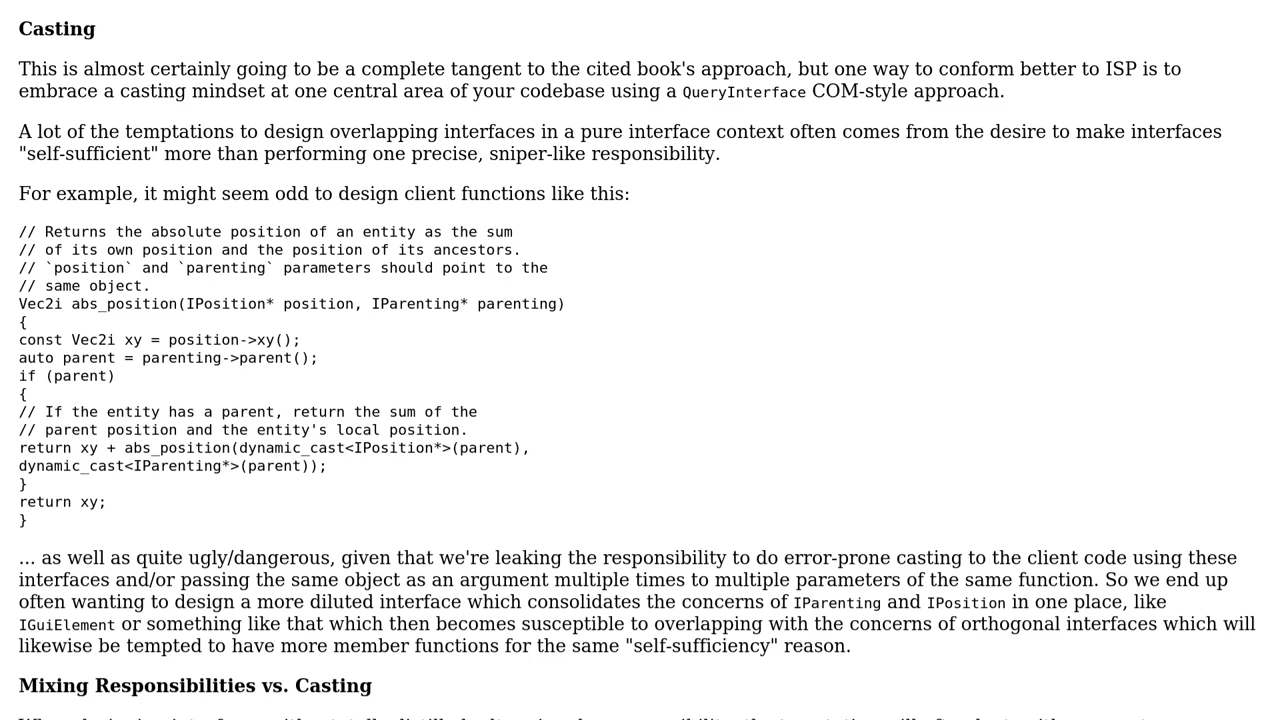 Casting
This is almost certainly going to be a complete tangent to the cited book's approach, but one way to conform better to ISP is to
embrace a casting mindset at one central area of your codebase using a QueryInterface COM-style approach.
A lot of the temptations to design overlapping interfaces in a pure interface context often comes from the desire to make interfaces
"self-sufficient" more than performing one precise, sniper-like responsibility.
For example, it might seem odd to design client functions like this:
// Returns the absolute position of an entity as the sum
// of its own position and the position of its ancestors.
// `position` and `parenting` parameters should point to the
// same object.
Vec2i abs_position(IPosition* position, IParenting* parenting)
{
const Vec2i xy = position->xy();
auto parent = parenting->parent();
if (parent)
{
// If the entity has a parent, return the sum of the
// parent position and the entity's local position.
return xy + abs_position(dynamic_cast<IPosition*>(parent),
dynamic_cast<IParenting*>(parent));
}
return xy;
}
... as well as quite ugly/dangerous, given that we're leaking the responsibility to do error-prone casting to the client code using these
interfaces and/or passing the same object as an argument multiple times to multiple parameters of the same function. So we end up
often wanting to design a more diluted interface which consolidates the concerns of IParenting and IPosition in one place, like
IGuiElement or something like that which then becomes susceptible to overlapping with the concerns of orthogonal interfaces which will
likewise be tempted to have more member functions for the same "self-sufficiency" reason.
Mixing Responsibilities vs. Casting